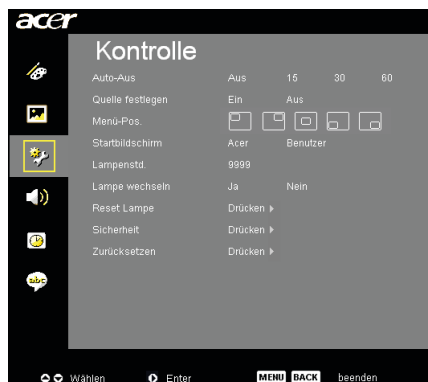 acer
Kontrolle
Auto-Aus Aus 15 30 60
Quelle festlegen Ein Aus
Menü-Pos.
Startbildschirm Acer Benutzer
Lampenstd. 9999
Lampe wechseln Ja Nein
Reset Lampe Drücken
Sicherheit Drücken
Zurücksetzen Drücken
abc
Wählen Enter MENU BACK beenden